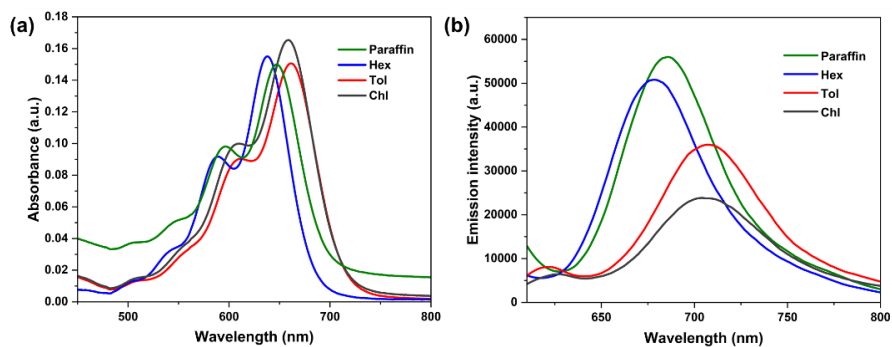 (a)
Absorbance (a.u.)
0.18
0.16
0.14
0.12
0.10
0.08
0.06
0.04
0.02
0.00
500
600
700
800
Wavelength (nm)
Paraffin
Hex
Tol
Chl
(b)
Emission intensity (a.u.)
60000
50000
40000
30000
20000
10000
0
650
700
750
800
Wavelength (nm)
Paraffin
Hex
Tol
Chl